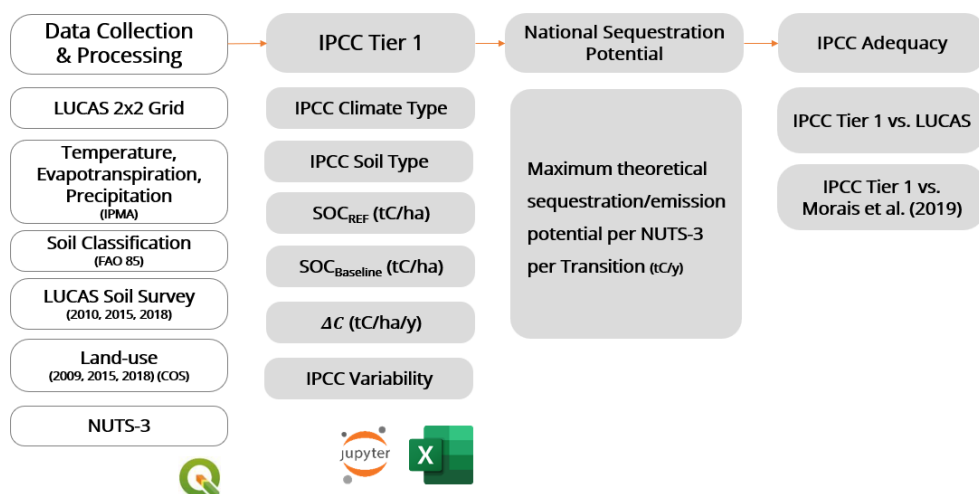 Data Collection
& Processing
LUCAS 2x2 Grid
Temperature,
Evapotranspiration,
Precipitation
(IPMA)
Soil Classification
(FAO 85)
LUCAS Soil Survey
(2010, 2015, 2018)
Land-use
(2009, 2015, 2018) (COS)
NUTS-3
IPCC Tier 1
IPCC Climate Type
IPCC Soil Type
SOC_REF (tC/ha)
SOC_Baseline (tC/ha)
ΔC (tC/ha/y)
IPCC Variability
jupyter
X
National Sequestration
Potential
Maximum theoretical
sequestration/emission
potential per NUTS-3
per Transition (tC/y)
IPCC Adequacy
IPCC Tier 1 vs. LUCAS
IPCC Tier 1 vs.
Morais et al. (2019)